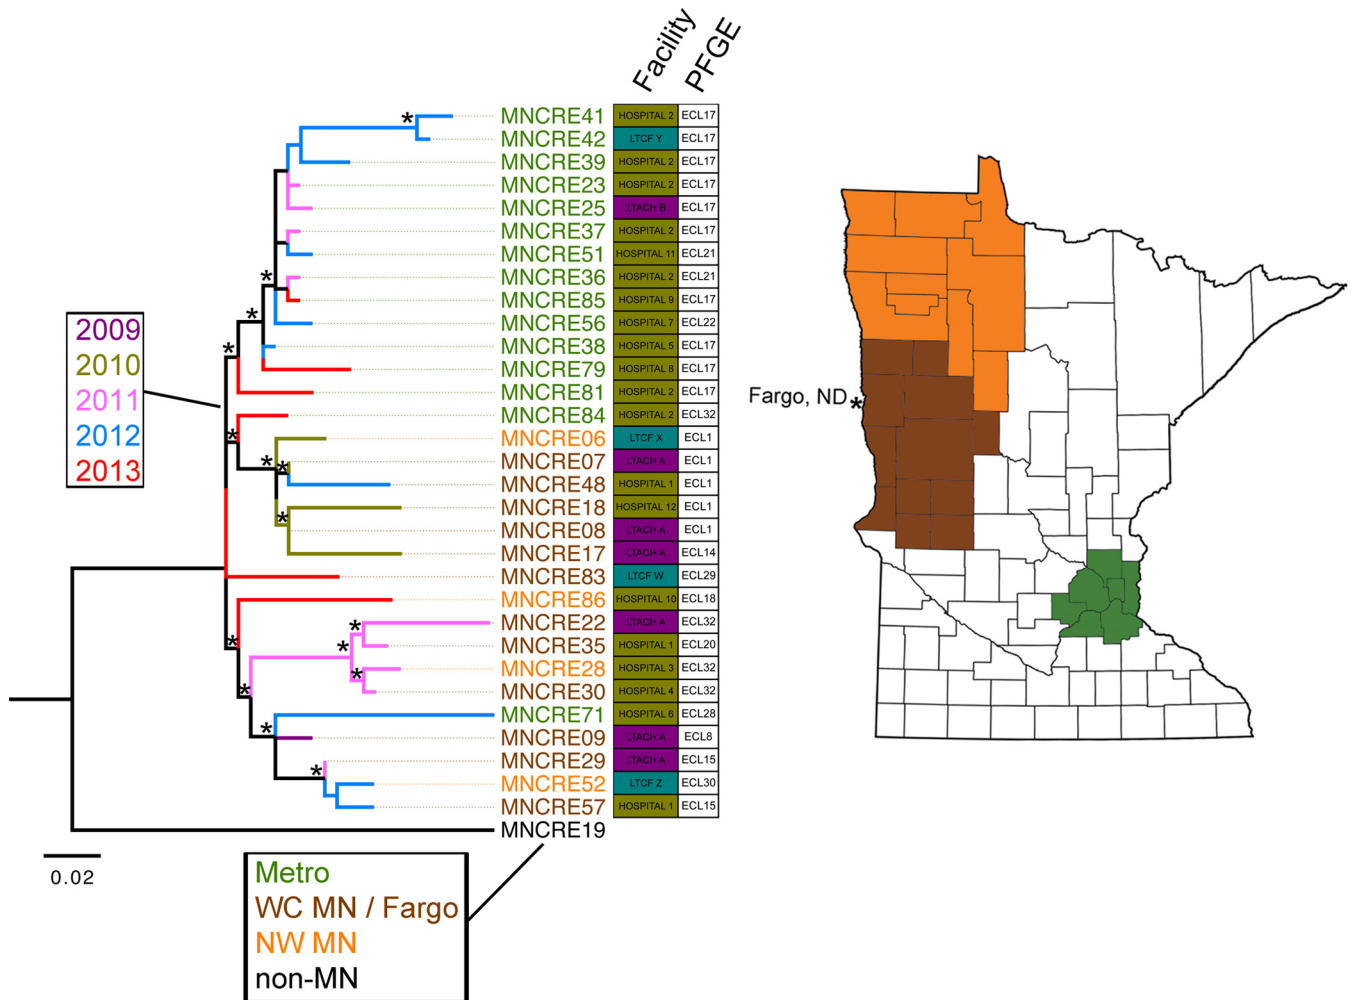 Facility PFGE
MNCRE41 HOSPITAL 2 ECL17
MNCRE42 LTCF Y ECL17
MNCRE39 HOSPITAL 2 ECL17
MNCRE23 HOSPITAL 2 ECL17
MNCRE25 LTACH B ECL17
MNCRE37 HOSPITAL 2 ECL17
MNCRE51 HOSPITAL 11 ECL21
MNCRE36 HOSPITAL 2 ECL21
MNCRE85 HOSPITAL 9 ECL17
MNCRE56 HOSPITAL 7 ECL22
MNCRE38 HOSPITAL 5 ECL17
MNCRE79 HOSPITAL 8 ECL17
MNCRE81 HOSPITAL 2 ECL17
MNCRE84 HOSPITAL 2 ECL32
MNCRE06 LTCF X ECL1
MNCRE07 LTACH A ECL1
MNCRE48 HOSPITAL 1 ECL1
MNCRE18 HOSPITAL 12 ECL1
MNCRE08 LTACH A ECL1
MNCRE17 LTACH A ECL14
MNCRE83 LTCF W ECL29
MNCRE86 HOSPITAL 10 ECL18
MNCRE22 LTACH A ECL32
MNCRE35 HOSPITAL 1 ECL20
MNCRE28 HOSPITAL 3 ECL32
MNCRE30 HOSPITAL 4 ECL32
MNCRE71 HOSPITAL 6 ECL28
MNCRE09 LTACH A ECL8
MNCRE29 LTACH A ECL15
MNCRE52 LTCF Z ECL30
MNCRE57 HOSPITAL 1 ECL15
MNCRE19
2009
2010
2011
2012
2013
0.02
Metro
WC MN / Fargo
NW MN
non-MN
Fargo, ND *